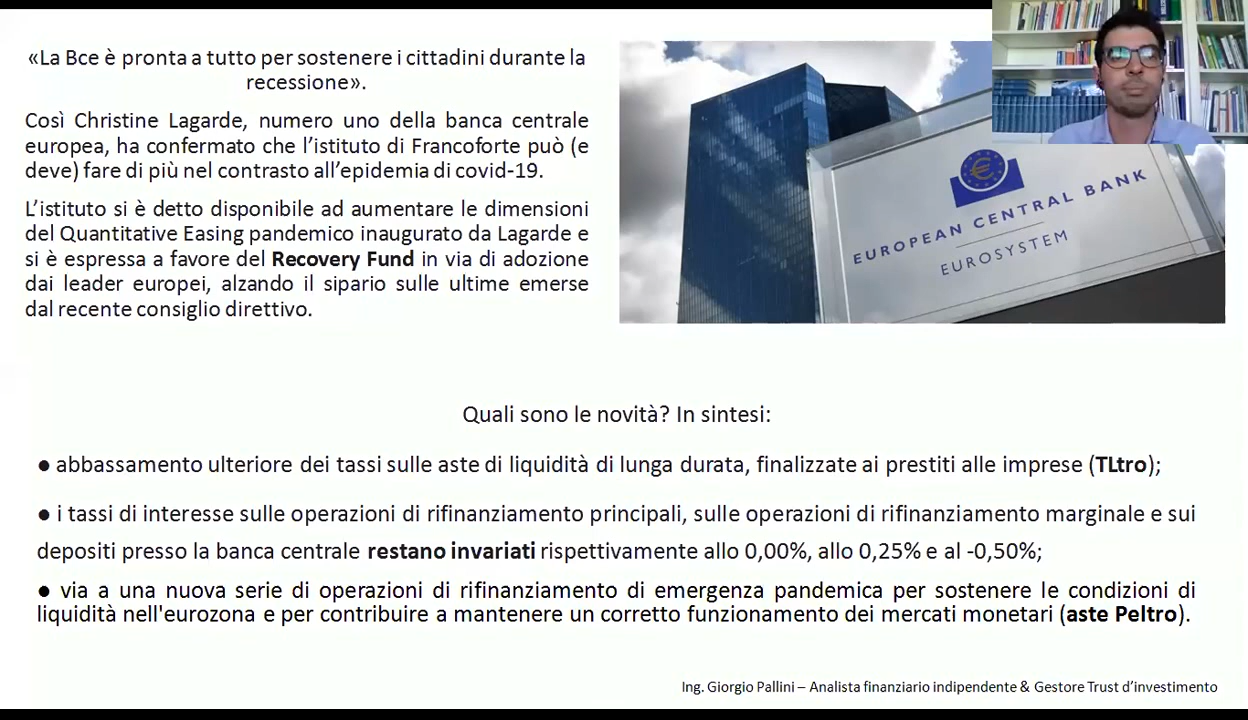 «La Bce è pronta a tutto per sostenere i cittadini durante la
recessione».
Così Christine Lagarde, numero uno della banca centrale
europea, ha confermato che l'istituto di Francoforte può (e
deve) fare di più nel contrasto all'epidemia di covid-19.
L'istituto si è detto disponibile ad aumentare le dimensioni
del Quantitative Easing pandemico inaugurato da Lagarde e
si è espressa a favore del Recovery Fund in via di adozione
dai leader europei, alzando il sipario sulle ultime emerse
dal recente consiglio direttivo.
EUROPEAN CENTRAL BANK
EUROSYSTEM
Quali sono le novità? In sintesi:
● abbassamento ulteriore dei tassi sulle aste di liquidità di lunga durata, finalizzate ai prestiti alle imprese (TLtro);
● i tassi di interesse sulle operazioni di rifinanziamento principali, sulle operazioni di rifinanziamento marginale e sui
depositi presso la banca centrale restano invariati rispettivamente allo 0,00%, allo 0,25% e al -0,50%;
● via a una nuova serie di operazioni di rifinanziamento di emergenza pandemica per sostenere le condizioni di
liquidità nell'eurozona e per contribuire a mantenere un corretto funzionamento dei mercati monetari (aste Peltro).
Ing. Giorgio Pallini – Analista finanziario indipendente & Gestore Trust d'investimento